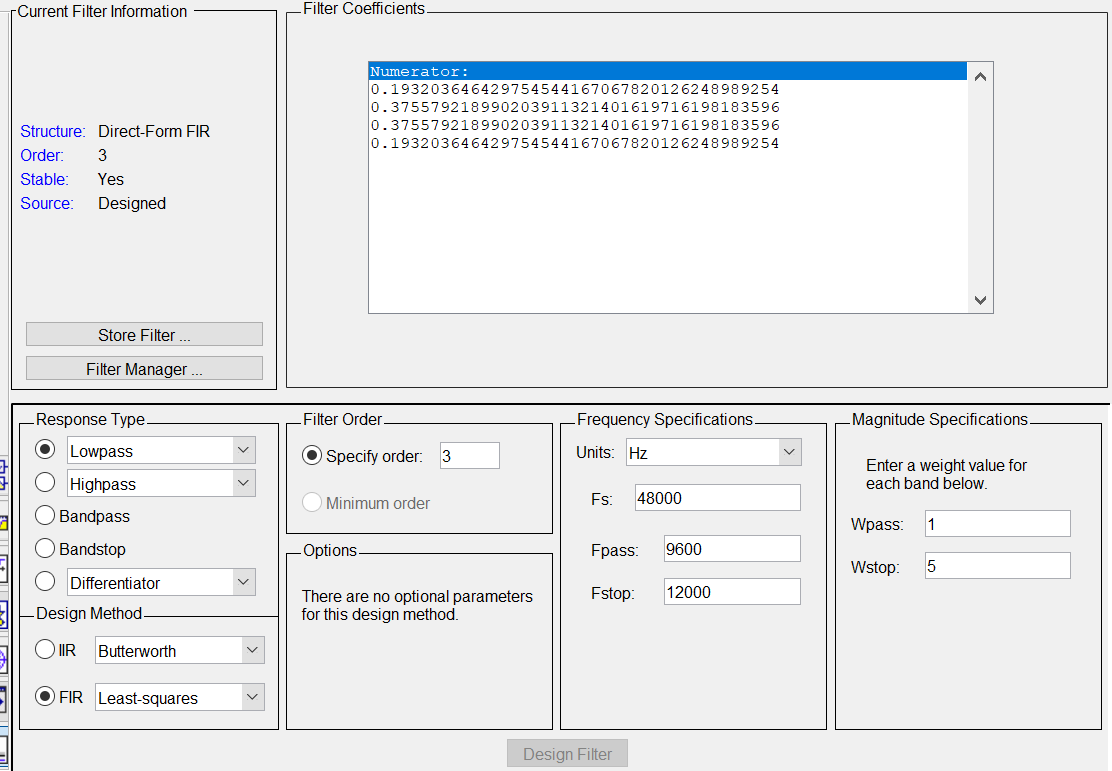 Current Filter Information
Structure: Direct-Form FIR
Order: 3
Stable: Yes
Source: Designed
Store Filter ...
Filter Manager ...
Filter Coefficients
Numerator:
0.193203646429754544167067820126248989254
0.375579218990203911321401619716198183596
0.375579218990203911321401619716198183596
0.193203646429754544167067820126248989254
Response Type
Lowpass
Highpass
Bandpass
Bandstop
Differentiator
Design Method
IIR Butterworth
FIR Least-squares
Filter Order
Specify order: 3
Minimum order
Options
There are no optional parameters
for this design method.
Frequency Specifications
Units: Hz
Fs: 48000
Fpass: 9600
Fstop: 12000
Magnitude Specifications
Enter a weight value for
each band below.
Wpass: 1
Wstop: 5
Design Filter